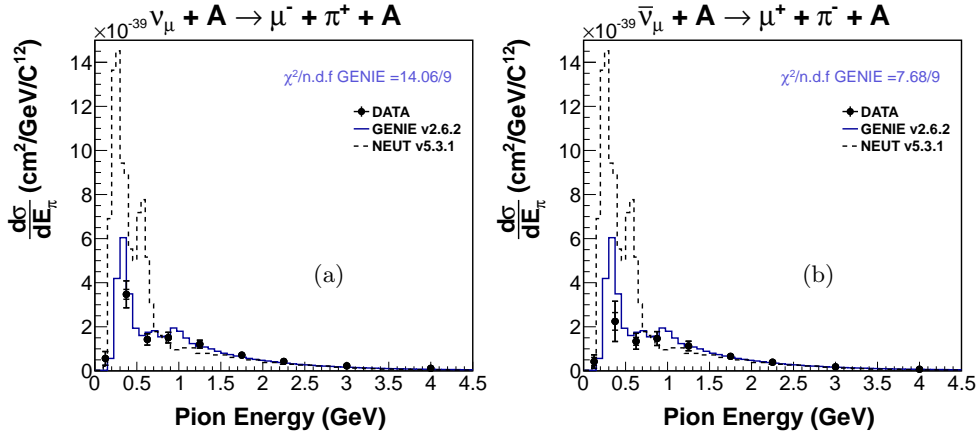 ν_μ + A → μ⁻ + π⁺ + A
×10⁻³⁹
χ²/n.d.f GENIE =14.06/9
DATA
GENIE v2.6.2
NEUT v5.3.1
(a)
dσ/dE_π (cm²/GeV/C¹²)
14
12
10
8
6
4
2
0
0 0.5 1 1.5 2 2.5 3 3.5 4 4.5
Pion Energy (GeV)
ν̅_μ + A → μ⁺ + π⁻ + A
×10⁻³⁹
χ²/n.d.f GENIE =7.68/9
DATA
GENIE v2.6.2
NEUT v5.3.1
(b)
dσ/dE_π (cm²/GeV/C¹²)
14
12
10
8
6
4
2
0
0 0.5 1 1.5 2 2.5 3 3.5 4 4.5
Pion Energy (GeV)